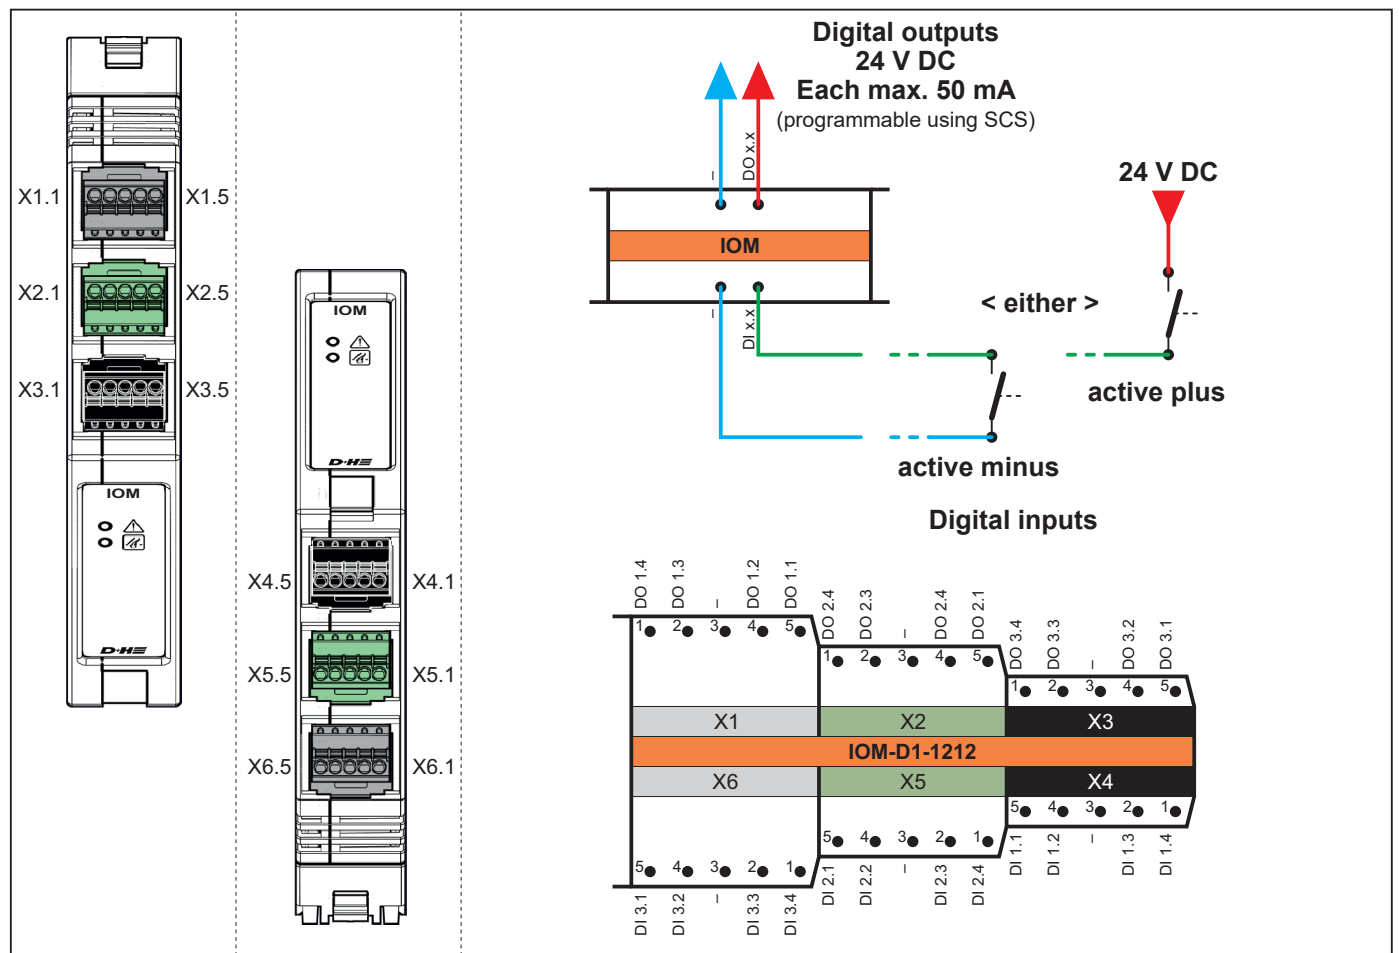 X1.1
X1.5
X2.1
X2.5
X3.1
X3.5
IOM
D+H
IOM
D+H
X4.5
X4.1
X5.5
X5.1
X6.5
X6.1
Digital outputs
24 V DC
Each max. 50 mA
(programmable using SCS)
–
DO x.x
IOM
–
DI x.x
24 V DC
< either >
active plus
active minus
Digital inputs
DO 1.4
DO 1.3
–
DO 1.2
DO 1.1
DO 2.4
DO 2.3
–
DO 2.4
DO 2.1
DO 3.4
DO 3.3
–
DO 3.2
DO 3.1
1 2 3 4 5
1 2 3 4 5
1 2 3 4 5
X1 X2 X3
IOM-D1-1212
X6 X5 X4
5 4 3 2 1
5 4 3 2 1
5 4 3 2 1
DI 3.1
DI 3.2
–
DI 3.3
DI 3.4
DI 2.1
DI 2.2
–
DI 2.3
DI 2.4
DI 1.1
DI 1.2
–
DI 1.3
DI 1.4